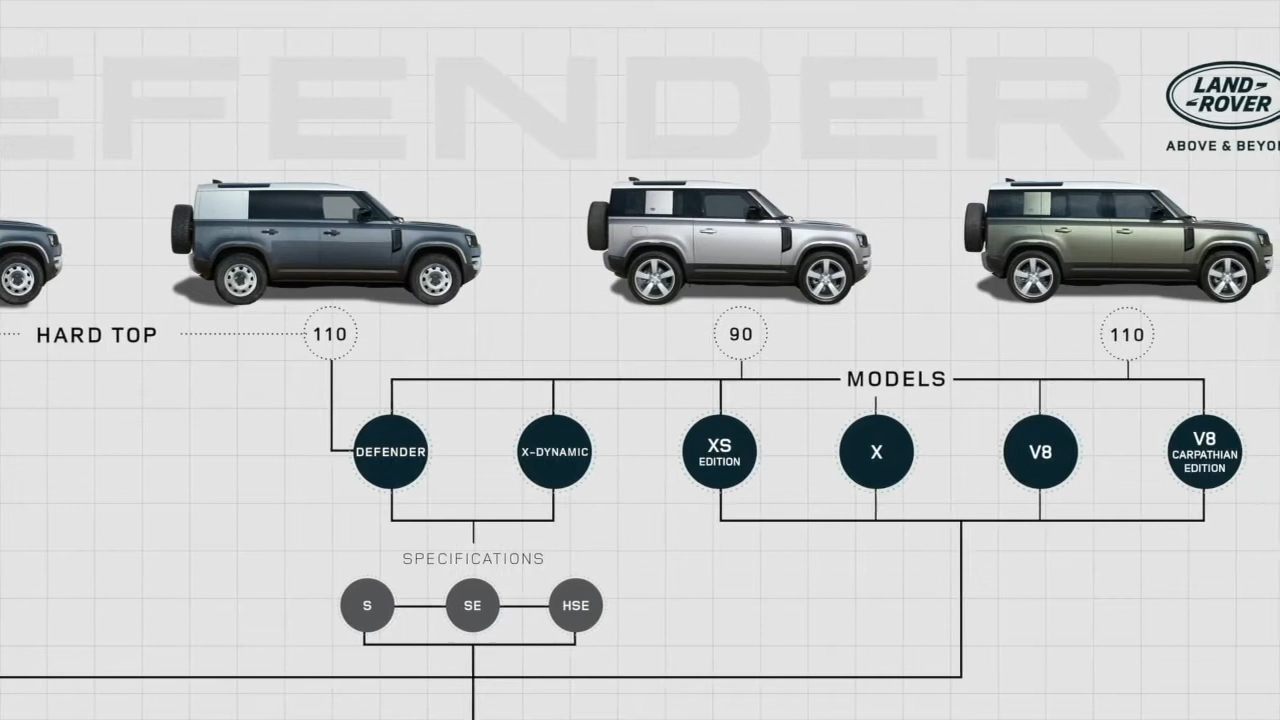 EFENDER
LAND
ROVER
ABOVE & BEYO
HARD TOP
110
90
110
MODELS
DEFENDER
X-DYNAMIC
XS
EDITION
X
V8
V8
CARPATHIAN
EDITION
SPECIFICATIONS
S
SE
HSE